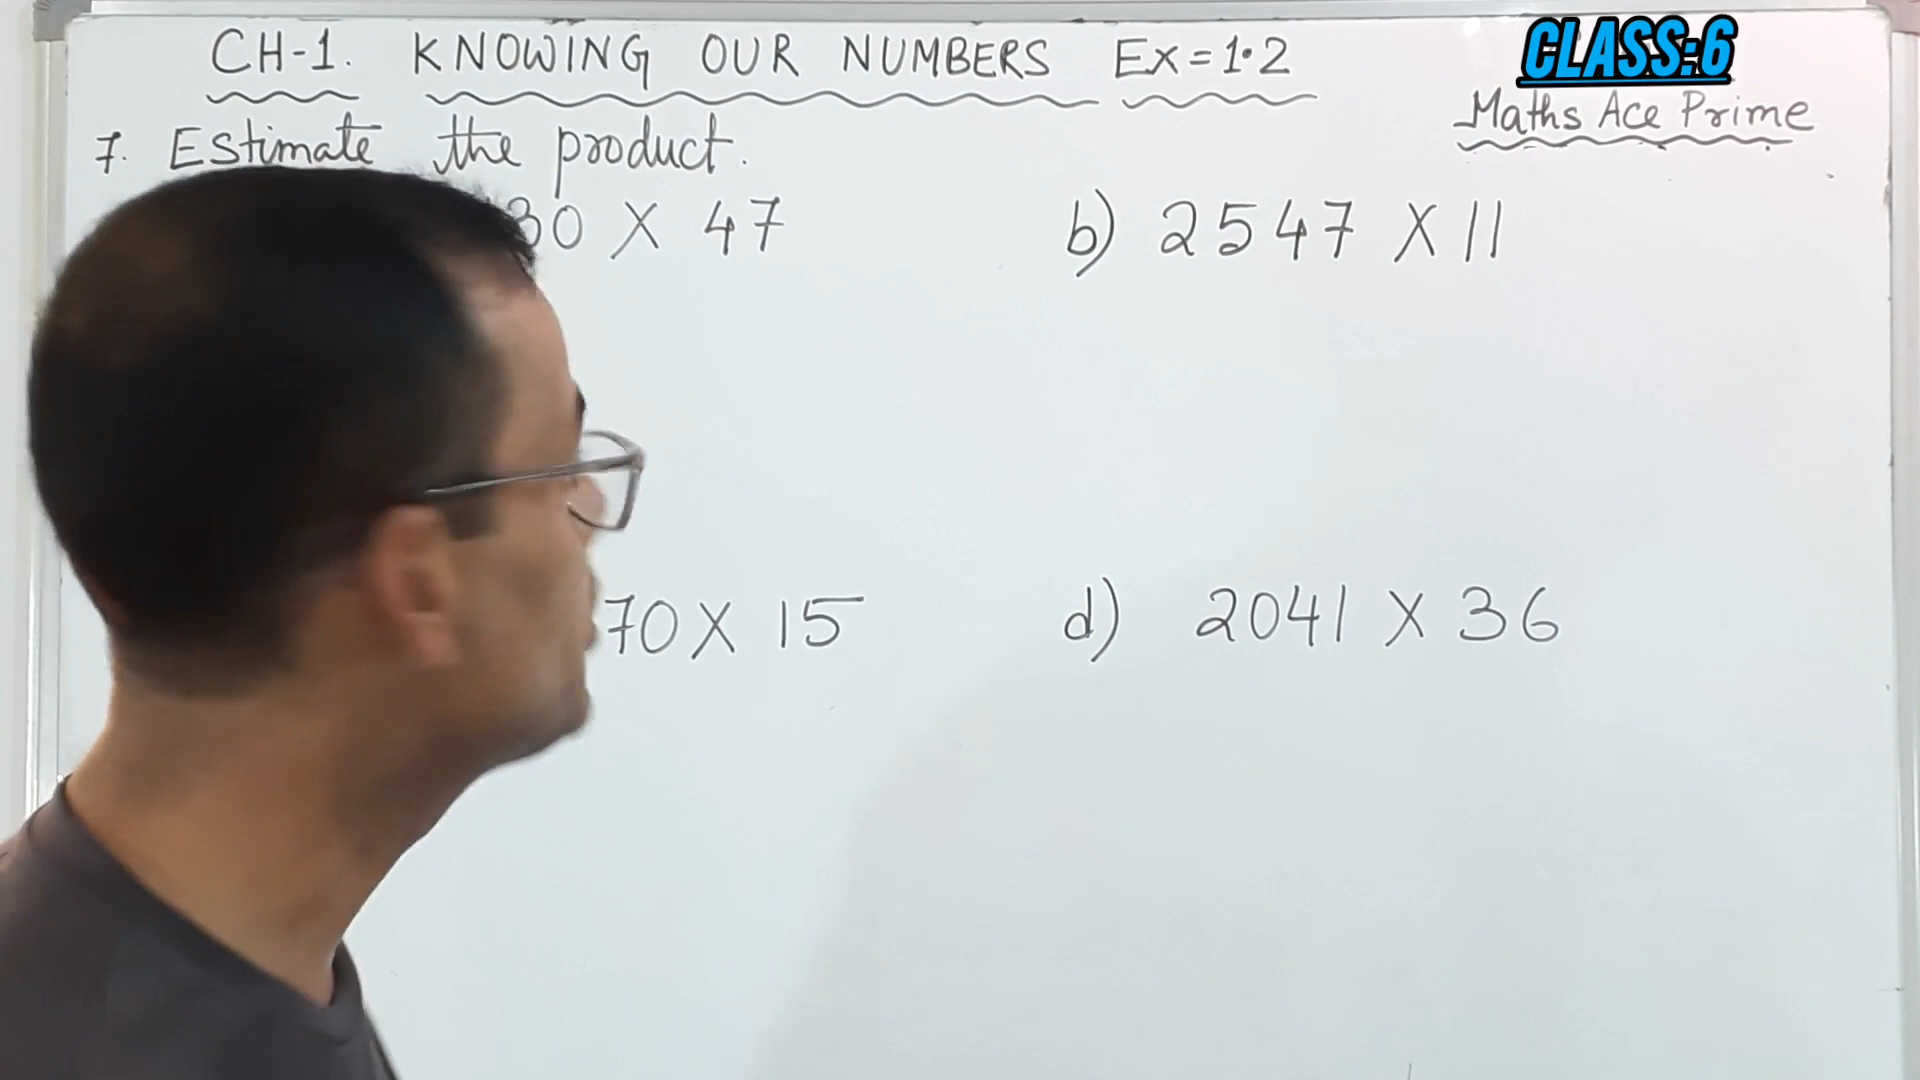 CH-1. KNOWING OUR NUMBERS Ex=1.2
CLASS:6
Maths Ace Prime
7. Estimate the product.
30 X 47
b) 2547 X 11
70 X 15
d) 2041 X 36